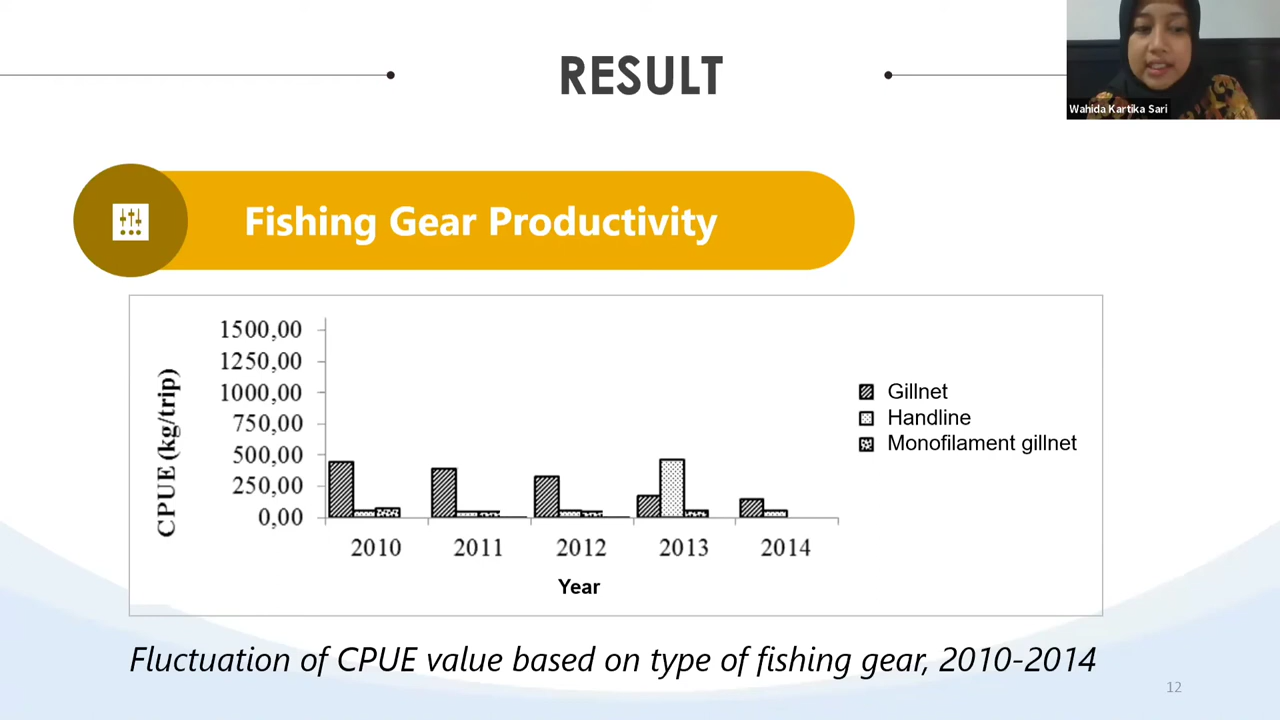 RESULT
Wahida Kartika Sari
Fishing Gear Productivity
CPUE (kg/trip)
1500,00
1250,00
1000,00
750,00
500,00
250,00
0,00
2010 2011 2012 2013 2014
Year
Gillnet
Handline
Monofilament gillnet
Fluctuation of CPUE value based on type of fishing gear, 2010-2014
12